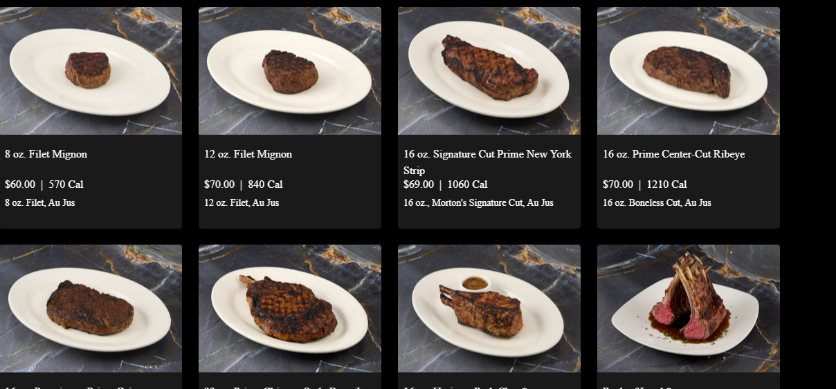 8 oz. Filet Mignon
12 oz. Filet Mignon
16 oz. Signature Cut Prime New York
Strip
16 oz. Prime Center-Cut Ribeye
$60.00 | 570 Cal
$70.00 | 840 Cal
$69.00 | 1060 Cal
$70.00 | 1210 Cal
8 oz. Filet, Au Jus
12 oz. Filet, Au Jus
16 oz., Morton's Signature Cut, Au Jus
16 oz. Boneless Cut, Au Jus